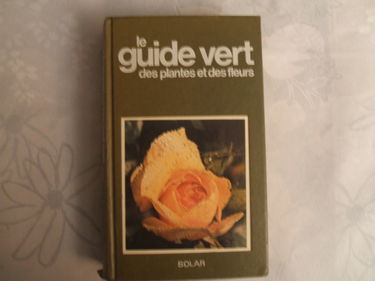 le
guide vert
des plantes et des fleurs
SOLAR